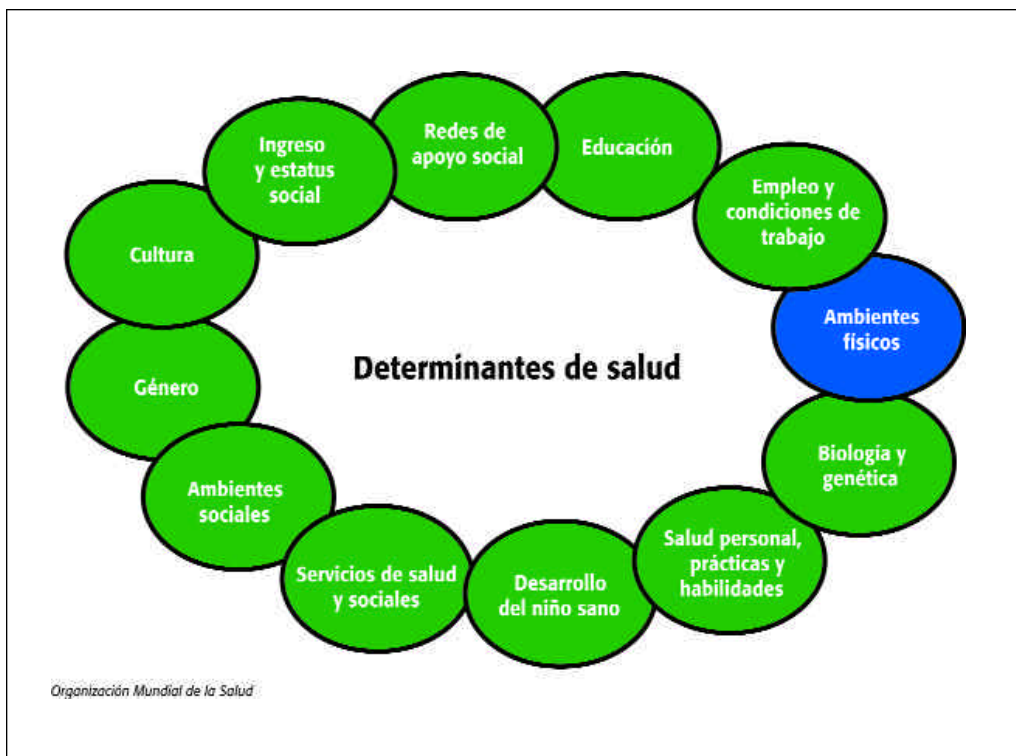 Redes de
apoyo social
Educación
Ingreso
y estatus
social
Empleo y
condiciones de
trabajo
Cultura
Ambientes
físicos
Determinantes de salud
Género
Biología y
genética
Ambientes
sociales
Salud personal,
prácticas y
habilidades
Servicios de salud
y sociales
Desarrollo
del niño sano
Organización Mundial de la Salud